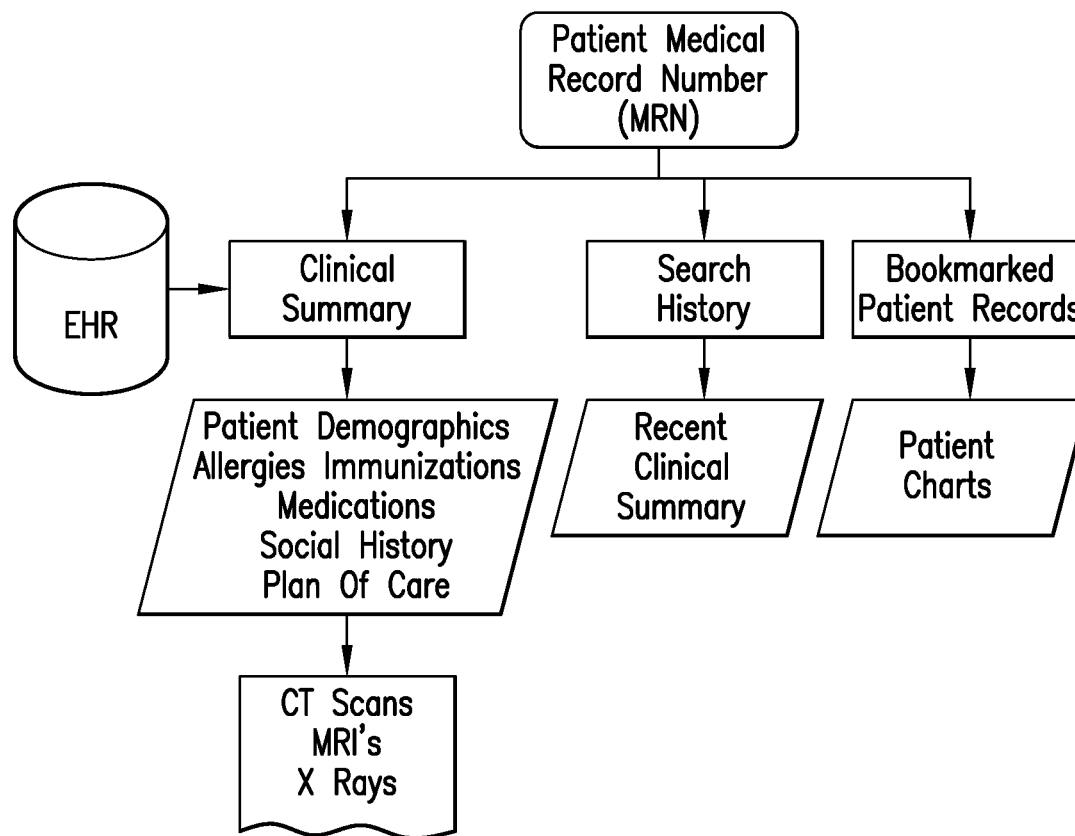 Patient Medical
Record Number
(MRN)
EHR
Clinical
Summary
Search
History
Bookmarked
Patient Records
Patient Demographics
Allergies Immunizations
Medications
Social History
Plan Of Care
Recent
Clinical
Summary
Patient
Charts
CT Scans
MRI's
X Rays